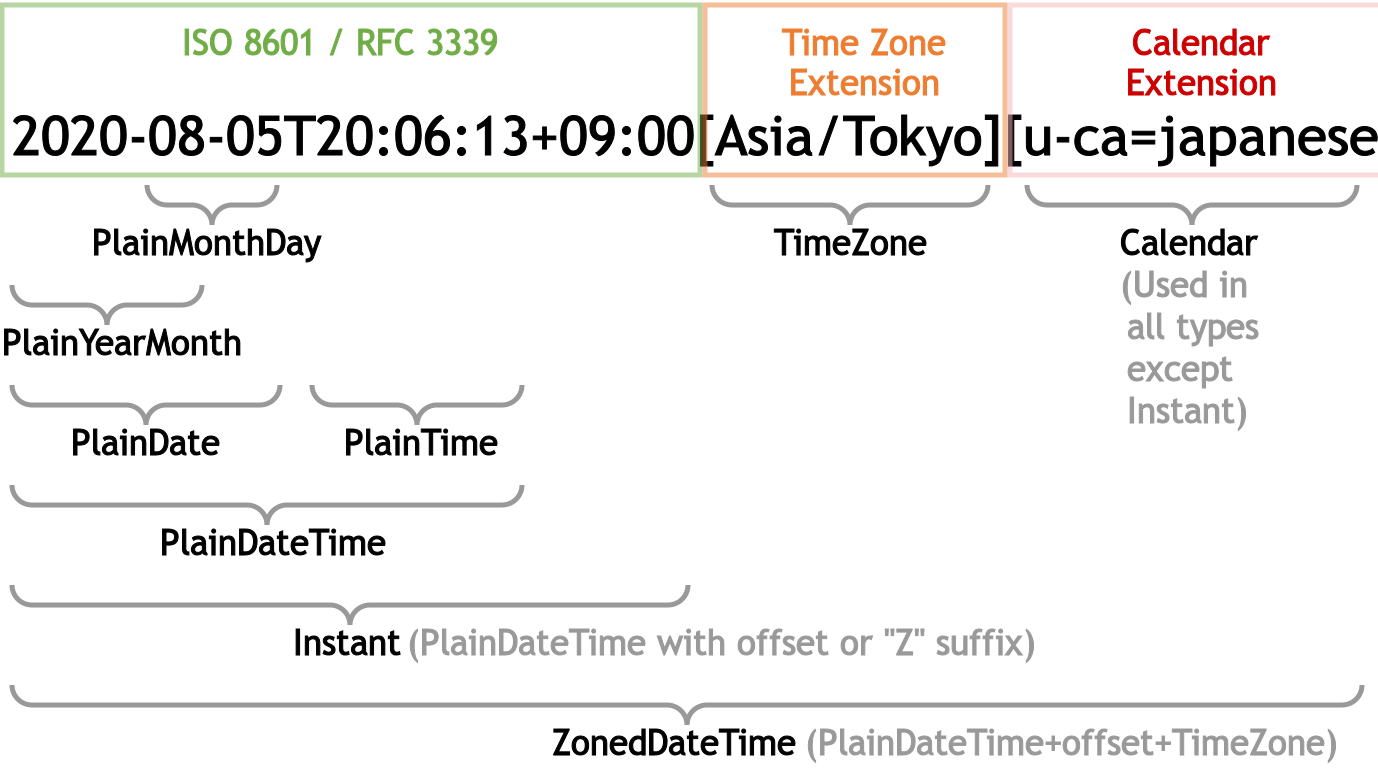 ISO 8601 / RFC 3339
Time Zone
Extension
Calendar
Extension
2020-08-05T20:06:13+09:00[Asia/Tokyo][u-ca=japanese
PlainMonthDay
TimeZone
Calendar
(Used in
all types
except
Instant)
PlainYearMonth
PlainDate
PlainTime
PlainDateTime
Instant (PlainDateTime with offset or "Z" suffix)
ZonedDateTime (PlainDateTime+offset+TimeZone)